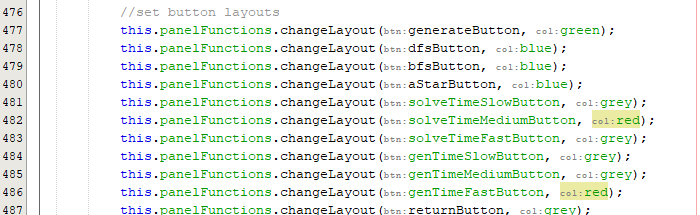 476 //set button layouts
477 this.panelFunctions.changeLayout(btn:generateButton, col:green);
478 this.panelFunctions.changeLayout(btn:dfsButton, col:blue);
479 this.panelFunctions.changeLayout(btn:bfsButton, col:blue);
480 this.panelFunctions.changeLayout(btn:aStarButton, col:blue);
481 this.panelFunctions.changeLayout(btn:solveTimeSlowButton, col:grey);
482 this.panelFunctions.changeLayout(btn:solveTimeMediumButton, col:red);
483 this.panelFunctions.changeLayout(btn:solveTimeFastButton, col:grey);
484 this.panelFunctions.changeLayout(btn:genTimeSlowButton, col:grey);
485 this.panelFunctions.changeLayout(btn:genTimeMediumButton, col:grey);
486 this.panelFunctions.changeLayout(btn:genTimeFastButton, col:red);
487 this.panelFunctions.changeLayout(btn:returnButton, col:grey);